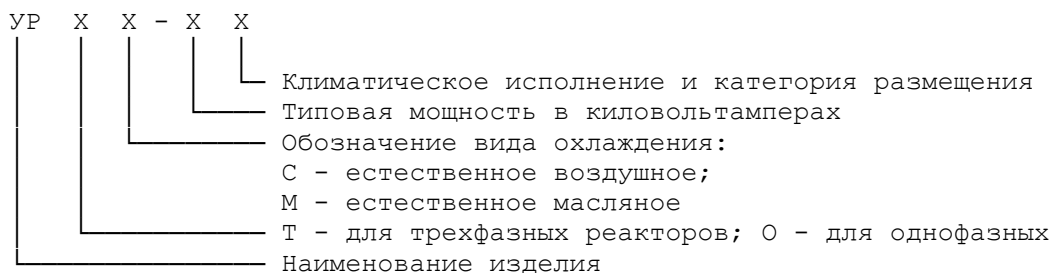 УР Х Х - Х Х
Климатическое исполнение и категория размещения
Типовая мощность в киловольтамперах
Обозначение вида охлаждения:
С - естественное воздушное;
М - естественное масляное
Т - для трехфазных реакторов; О - для однофазных
Наименование изделия